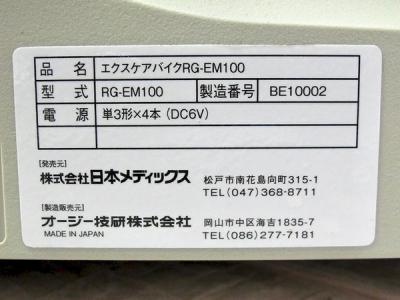 品名 エクスケアバイクRG-EM100
型式 RG-EM100 製造番号 BE10002
電源 単3形×4本(DC6V)
[発売元]
株式会社日本メディックス 松戸市南花島向町315-1
TEL(047)368-8711
[製造販売元]
オージー技研株式会社 岡山市中区海吉1835-7
MADE IN JAPAN TEL(086)277-7181